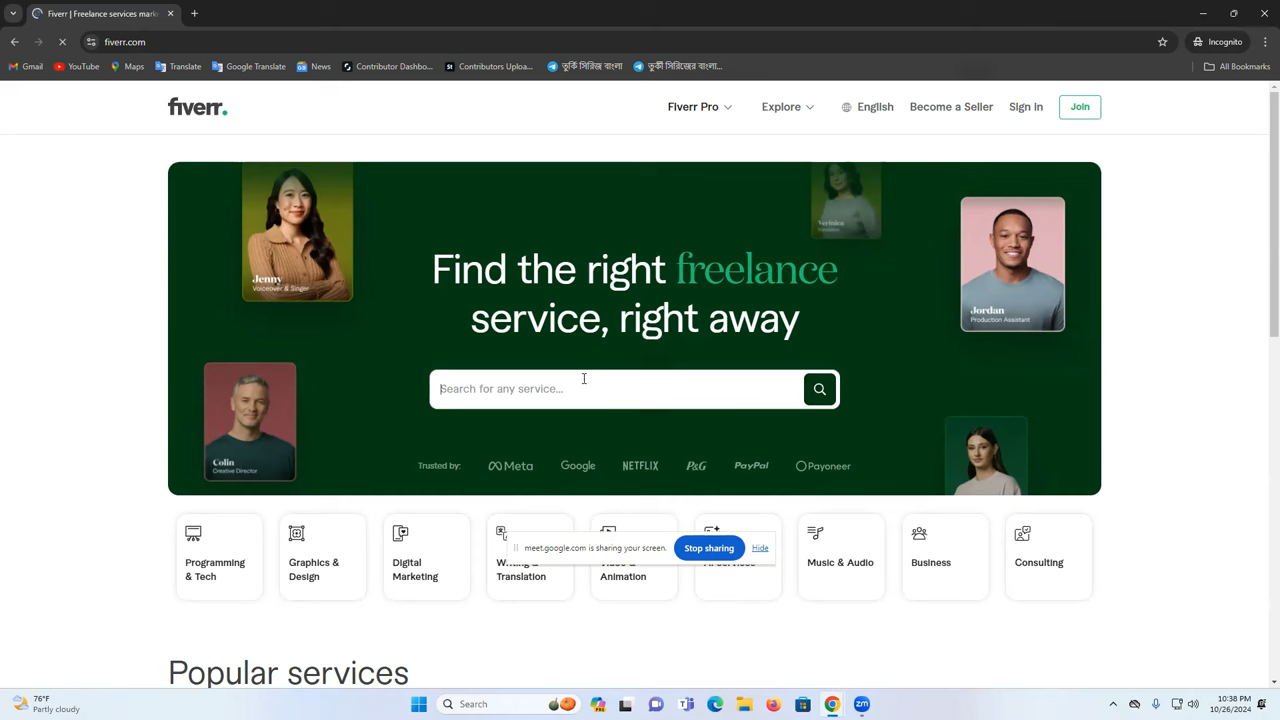 Fiverr | Freelance services mark
fiverr.com
Incognito
Gmail
YouTube
Maps
Translate
Google Translate
News
Contributor Dashbo...
Contributors Uploa...
তুর্কি সিরিজ বাংলা
তুর্কী সিরিজের বাংলা...
All Bookmarks
fiverr.
Fiverr Pro
Explore
English
Become a Seller
Sign in
Join
Jenny
Voiceover & Singer
Jordan
Production Assistant
Find the right freelance
service, right away
Search for any service...
Colin
Creative Director
Trusted by:
Meta
Google
NETFLIX
P&G
PayPal
Payoneer
Programming
& Tech
Graphics &
Design
Digital
Marketing
Translation
Animation
Music & Audio
Business
Consulting
meet.google.com is sharing your screen.
Stop sharing
Hide
Popular services
76°F
Partly cloudy
Search
10:38 PM
10/26/2024